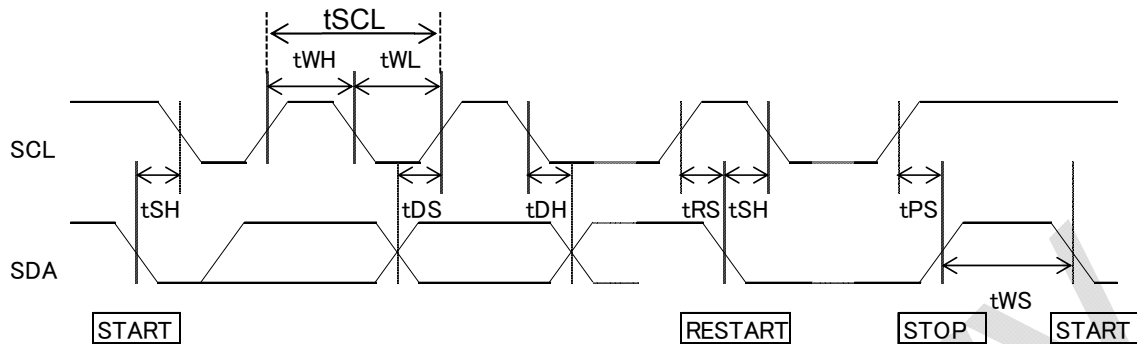 tSCL
tWH tWL
SCL
tSH tDS tDH tRS tSH tPS
SDA
tWS
START RESTART STOP START